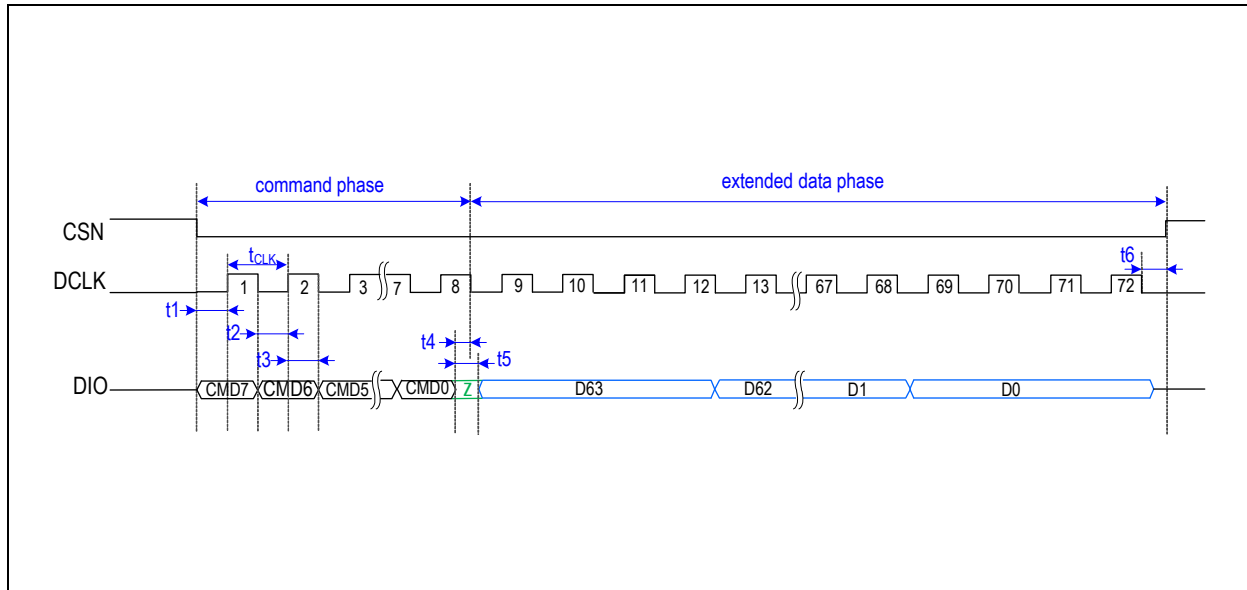 command phase extended data phase
CSN
tCLK t6
DCLK 1 2 3 7 8 9 10 11 12 13 67 68 69 70 71 72
t1
t2 t4
t3 t5
DIO CMD7 CMD6 CMD5 CMD0 Z D63 D62 D1 D0